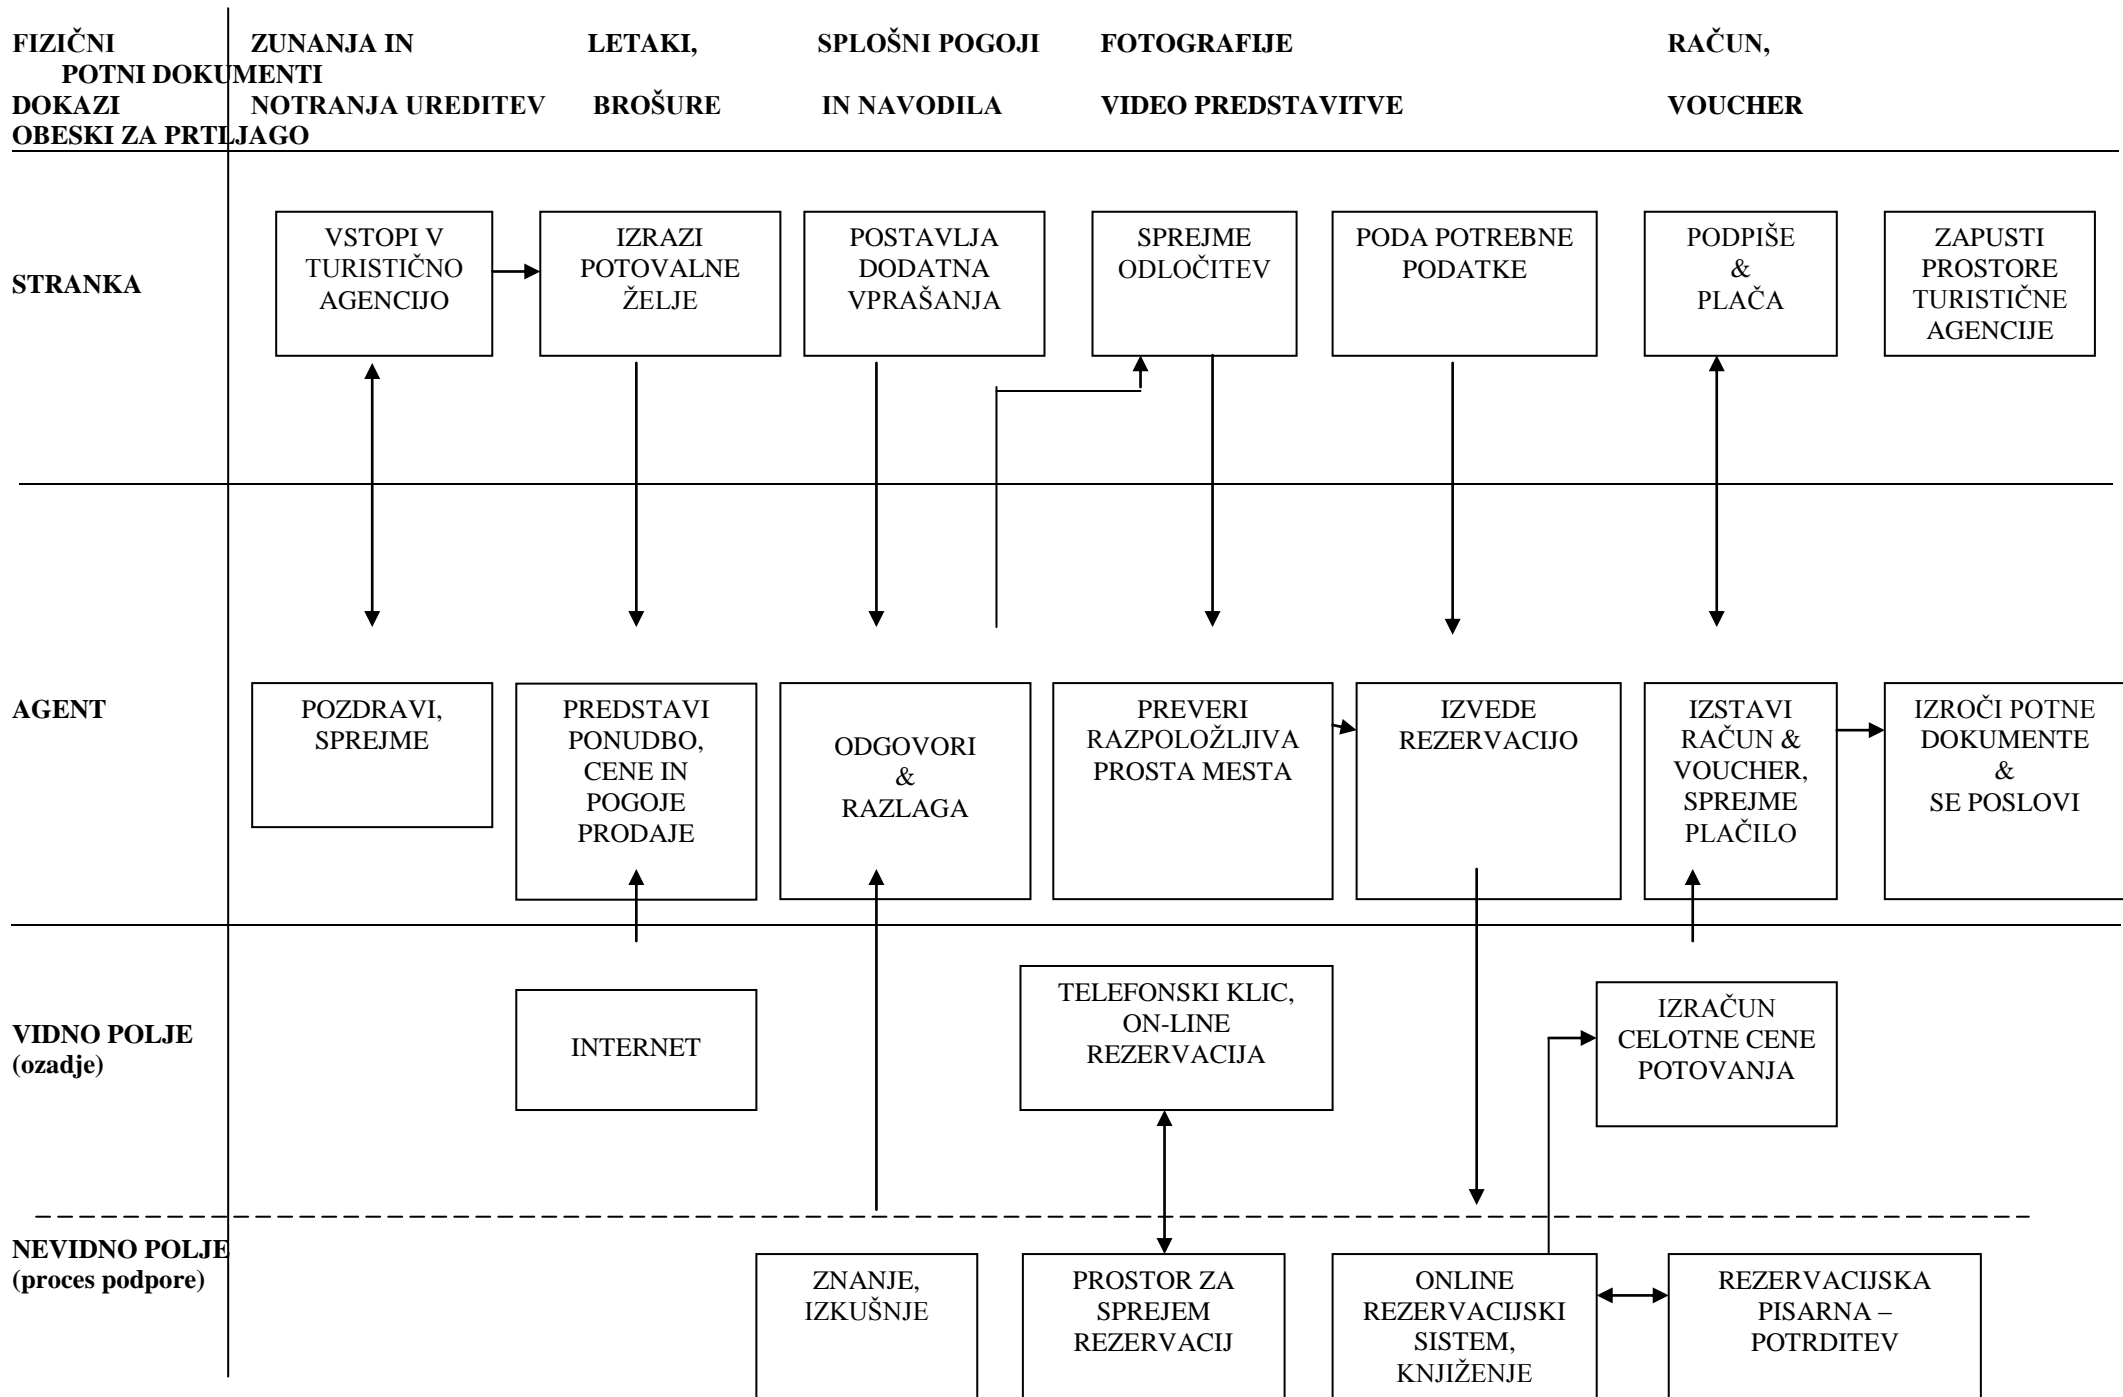 FIZIČNI ZUNANJA IN LETAKI, SPLOŠNI POGOJI FOTOGRAFIJE RAČUN,
POTNI DOKUMENTI
DOKAZI NOTRANJA UREDITEV BROŠURE IN NAVODILA VIDEO PREDSTAVITVE VOUCHER
OBESKI ZA PRTLJAGO
STRANKA
VSTOPI V
TURISTIČNO
AGENCIJO
IZRAZI
POTOVALNE
ŽELJE
POSTAVLJA
DODATNA
VPRAŠANJA
SPREJME
ODLOČITEV
PODA POTREBNE
PODATKE
PODPIŠE
&
PLAČA
ZAPUSTI
PROSTORE
TURISTIČNE
AGENCIJE
AGENT
POZDRAVI,
SPREJME
PREDSTAVI
PONUDBO,
CENE IN
POGOJE
PRODAJE
ODGOVORI
&
RAZLAGA
PREVERI
RAZPOLOŽLJIVA
PROSTA MESTA
IZVEDE
REZERVACIJO
IZSTAVI
RAČUN &
VOUCHER,
SPREJME
PLAČILO
IZROČI POTNE
DOKUMENTE
&
SE POSLOVI
VIDNO POLJE
(ozadje)
INTERNET
TELEFONSKI KLIC,
ON-LINE
REZERVACIJA
IZRAČUN
CELOTNE CENE
POTOVANJA
NEVIDNO POLJE
(proces podpore)
ZNANJE,
IZKUŠNJE
PROSTOR ZA
SPREJEM
REZERVACIJ
ONLINE
REZERVACIJSKI
SISTEM,
KNJIŽENJE
REZERVACIJSKA
PISARNA –
POTRDITEV